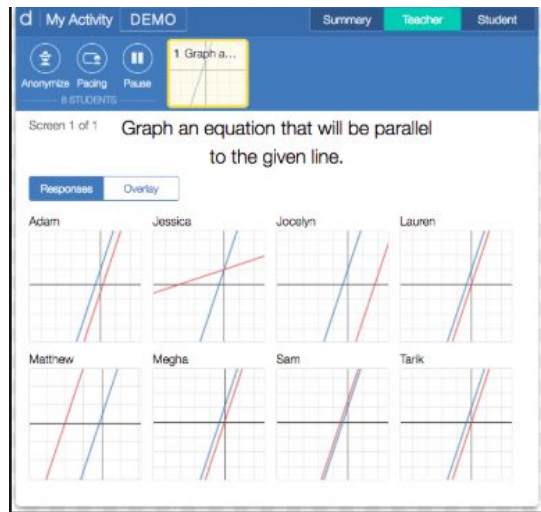 d My Activity DEMO Summary Teacher Student
Anonymize Pacing Pause
8 STUDENTS
1 Graph a...
Screen 1 of 1
Graph an equation that will be parallel
to the given line.
Responses Overlay
Adam Jessica Jocelyn Lauren
Matthew Megha Sam Tarik